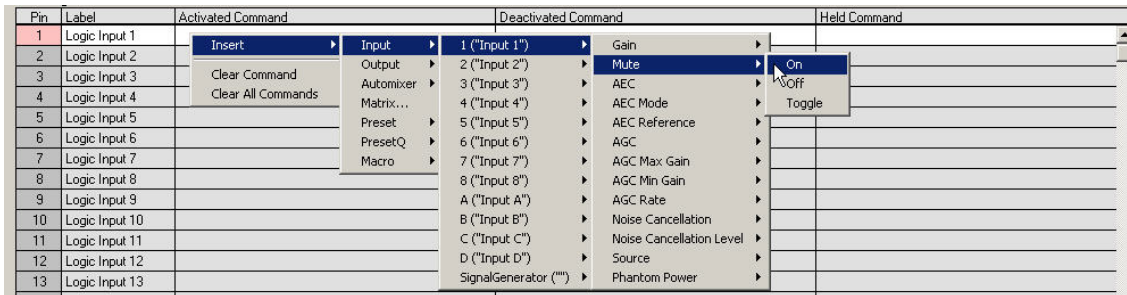 Pin Label Activated Command Deactivated Command Held Command
1 Logic Input 1
2 Logic Input 2
3 Logic Input 3
4 Logic Input 4
5 Logic Input 5
6 Logic Input 6
7 Logic Input 7
8 Logic Input 8
9 Logic Input 9
10 Logic Input 10
11 Logic Input 11
12 Logic Input 12
13 Logic Input 13
Insert
Clear Command
Clear All Commands
Input
Output
Automixer
Matrix...
Preset
PresetQ
Macro
1 ("Input 1")
2 ("Input 2")
3 ("Input 3")
4 ("Input 4")
5 ("Input 5")
6 ("Input 6")
7 ("Input 7")
8 ("Input 8")
A ("Input A")
B ("Input B")
C ("Input C")
D ("Input D")
SignalGenerator ("")
Gain
Mute
AEC
AEC Mode
AEC Reference
AGC
AGC Max Gain
AGC Min Gain
AGC Rate
Noise Cancellation
Noise Cancellation Level
Source
Phantom Power
On
Off
Toggle